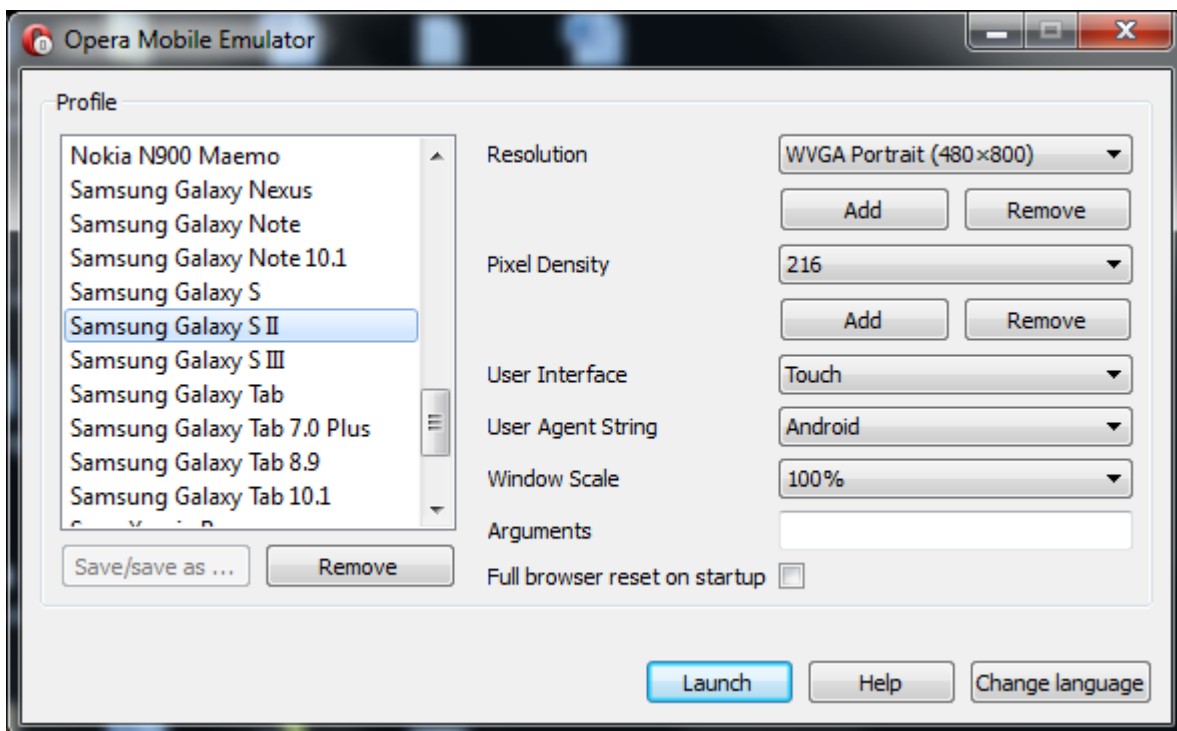 Opera Mobile Emulator
Profile
Nokia N900 Maemo
Samsung Galaxy Nexus
Samsung Galaxy Note
Samsung Galaxy Note 10.1
Samsung Galaxy S
Samsung Galaxy S II
Samsung Galaxy S III
Samsung Galaxy Tab
Samsung Galaxy Tab 7.0 Plus
Samsung Galaxy Tab 8.9
Samsung Galaxy Tab 10.1
Save/save as ... Remove
Resolution WVGA Portrait (480×800)
Add Remove
Pixel Density 216
Add Remove
User Interface Touch
User Agent String Android
Window Scale 100%
Arguments
Full browser reset on startup
Launch Help Change language